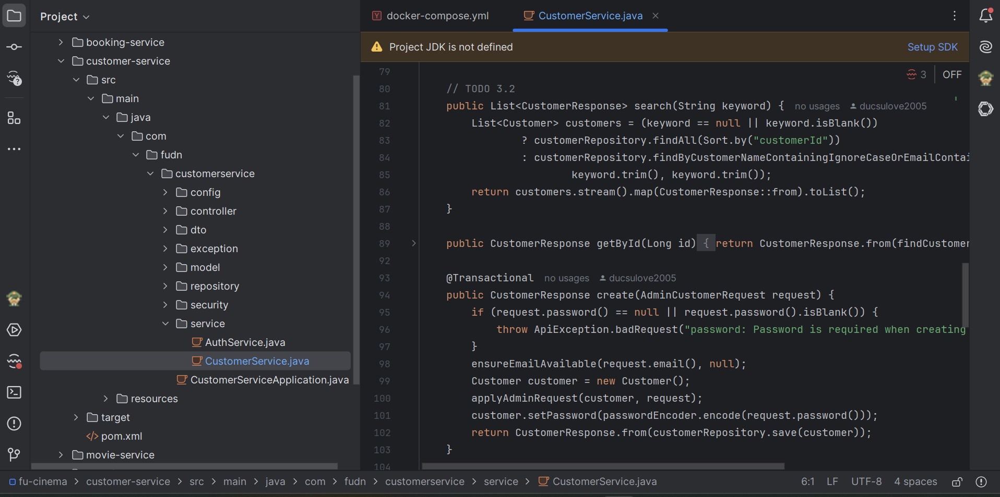 Project
booking-service
customer-service
src
main
java
com
fudn
customerservice
config
controller
dto
exception
model
repository
security
service
AuthService.java
CustomerService.java
CustomerServiceApplication.java
resources
target
</> pom.xml
movie-service
Y docker-compose.yml
CustomerService.java
Project JDK is not defined
Setup SDK
3 OFF
79
80 // TODO 3.2
81 public List<CustomerResponse> search(String keyword) { no usages ducsulove2005
82 List<Customer> customers = (keyword == null || keyword.isBlank())
83 ? customerRepository.findAll(Sort.by("customerId"))
84 : customerRepository.findByCustomerNameContainingIgnoreCaseOrEmailContai
85 keyword.trim(), keyword.trim());
86 return customers.stream().map(CustomerResponse::from).toList();
87 }
88
89 public CustomerResponse getById(Long id) { return CustomerResponse.from(findCustomer
92
93 @Transactional no usages ducsulove2005
94 public CustomerResponse create(AdminCustomerRequest request) {
95 if (request.password() == null || request.password().isBlank()) {
96 throw ApiException.badRequest("password: Password is required when creating
97 }
98 ensureEmailAvailable(request.email(), null);
99 Customer customer = new Customer();
100 applyAdminRequest(customer, request);
101 customer.setPassword(passwordEncoder.encode(request.password()));
102 return CustomerResponse.from(customerRepository.save(customer));
103 }
104
fu-cinema > customer-service > src > main > java > com > fudn > customerservice > service > CustomerService.java
6:1 LF UTF-8 4 spaces